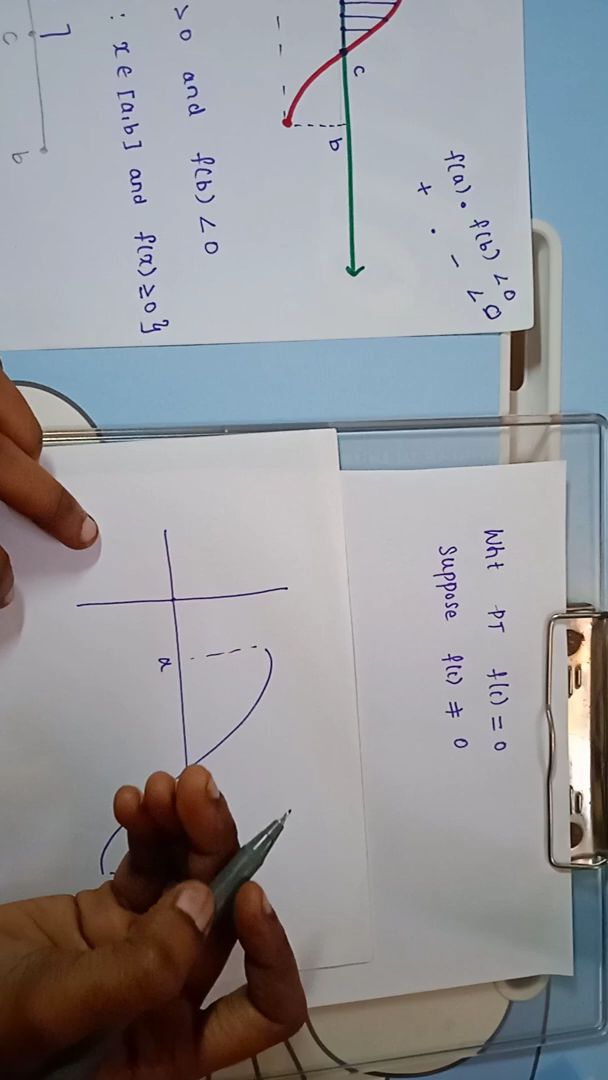 f(a) · f(b) < 0
+ · - < 0
c
b
> 0 and f(b) < 0
: x ∈ [a,b] and f(x) ≥ 0}
]
c
b
Wht PT f(c) = 0
Suppose f(c) ≠ 0
a